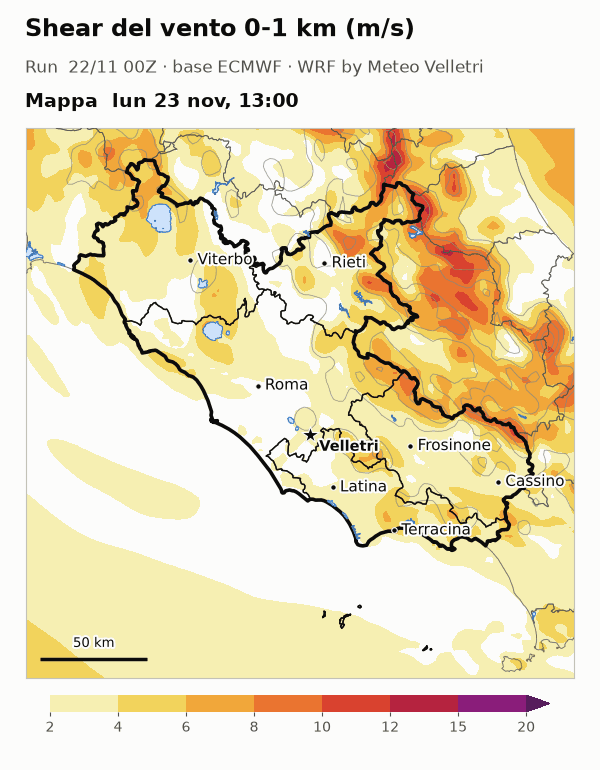 Shear del vento 0-1 km (m/s)
Run 22/11 00Z · base ECMWF · WRF by Meteo Velletri
Mappa lun 23 nov, 13:00
Viterbo
Rieti
Roma
Velletri
Frosinone
Latina
Cassino
Terracina
50 km
2 4 6 8 10 12 15 20